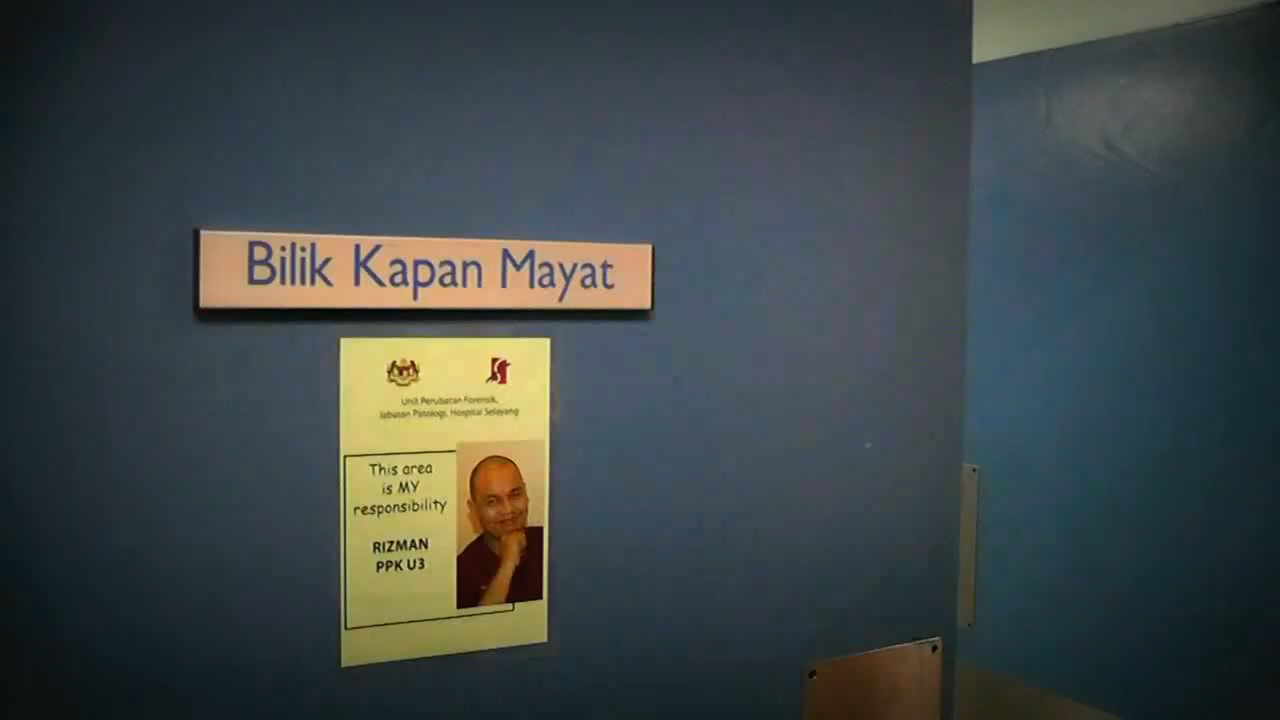 Bilik Kapan Mayat
Unit Perubatan Forensik,
Jabatan Patologi, Hospital Selayang
This area
is MY
responsibility
RIZMAN
PPK U3